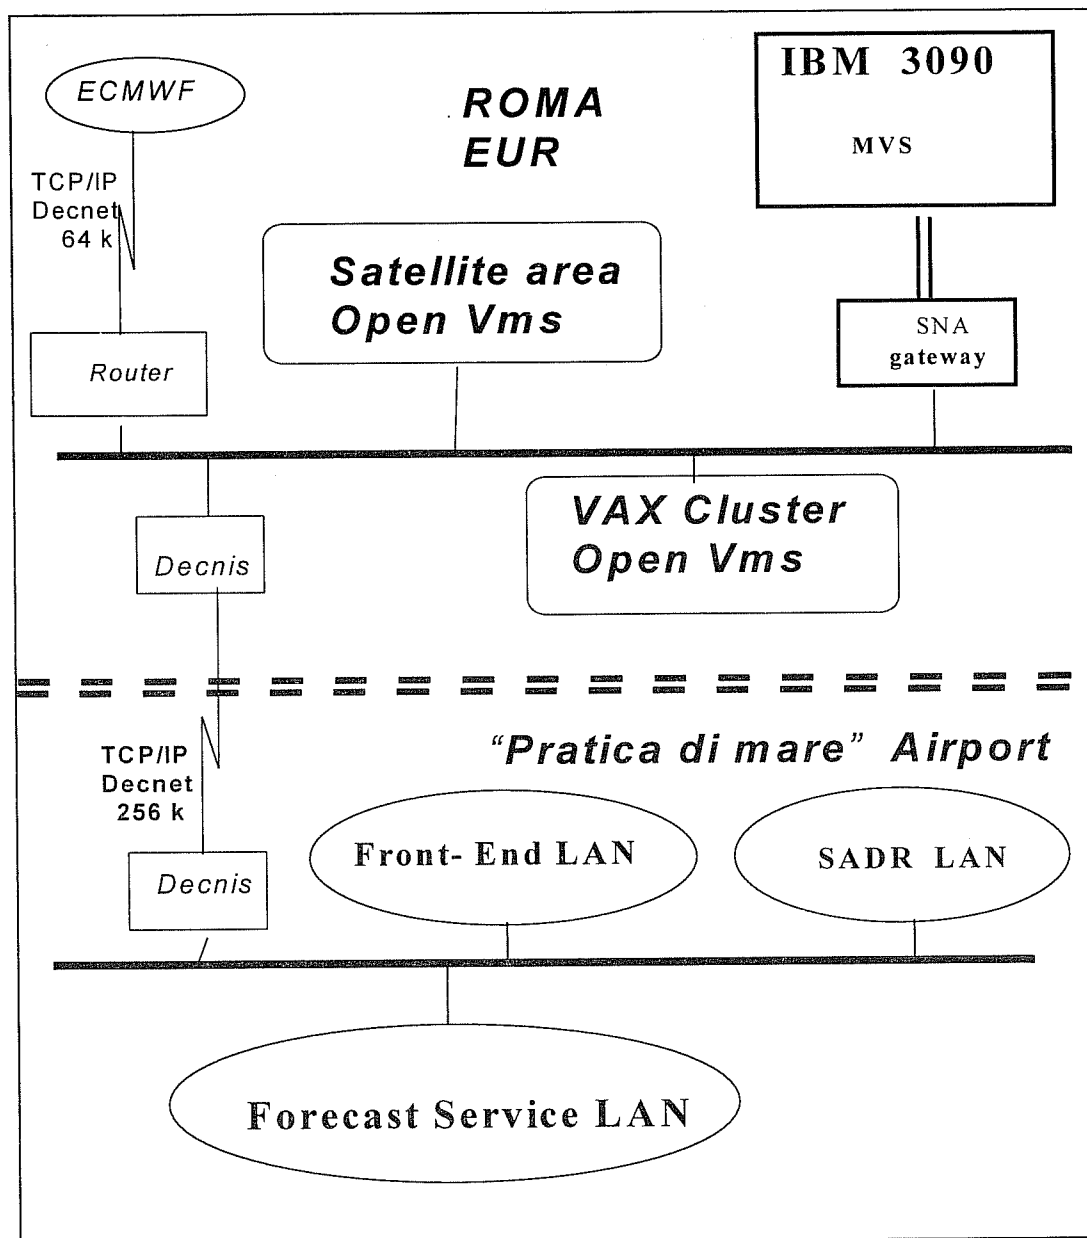 ECMWF
ROMA
EUR
IBM 3090
MVS
TCP/IP
Decnet
64 k
Satellite area
Open Vms
SNA
gateway
Router
VAX Cluster
Open Vms
Decnis
"Pratica di mare" Airport
TCP/IP
Decnet
256 k
Front- End LAN
SADR LAN
Decnis
Forecast Service LAN